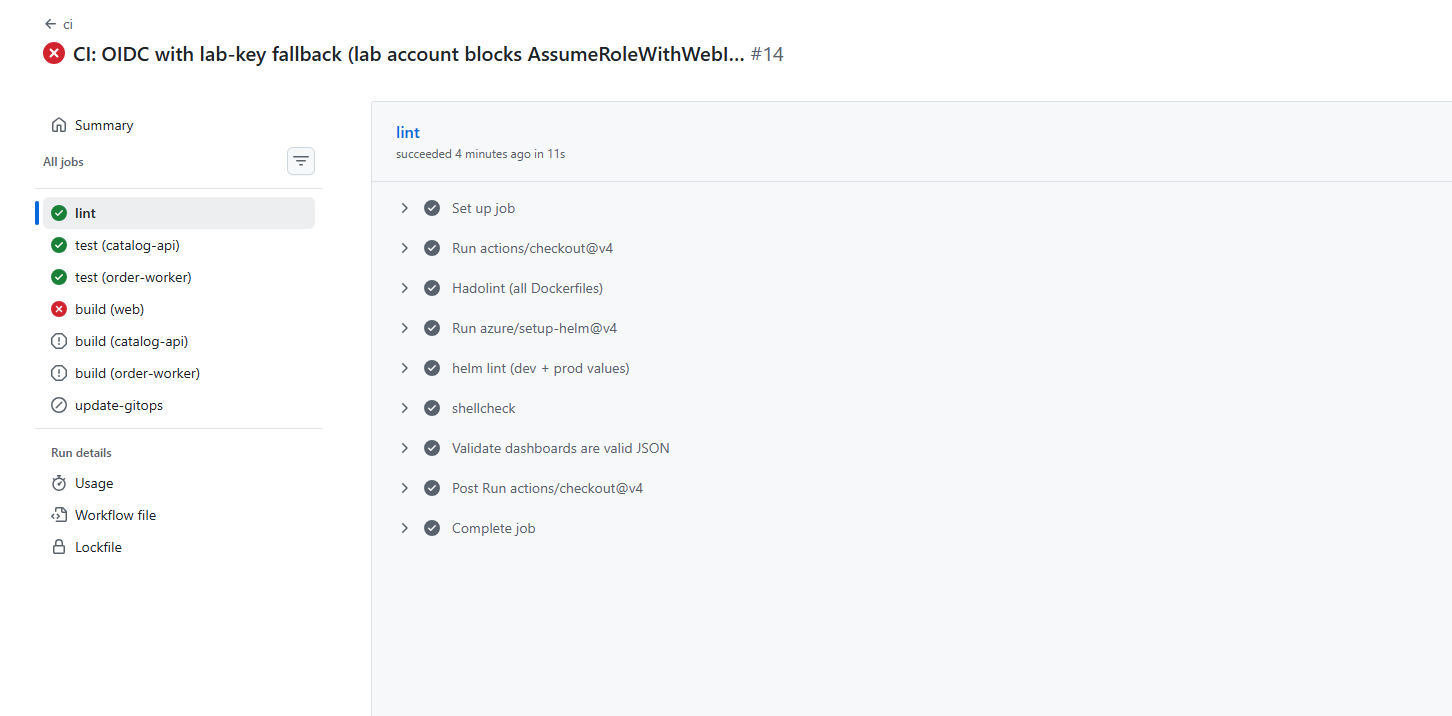 ci
CI: OIDC with lab-key fallback (lab account blocks AssumeRoleWithWebI... #14
Summary
All jobs
lint
test (catalog-api)
test (order-worker)
build (web)
build (catalog-api)
build (order-worker)
update-gitops
Run details
Usage
Workflow file
Lockfile
lint
succeeded 4 minutes ago in 11s
Set up job
Run actions/checkout@v4
Hadolint (all Dockerfiles)
Run azure/setup-helm@v4
helm lint (dev + prod values)
shellcheck
Validate dashboards are valid JSON
Post Run actions/checkout@v4
Complete job